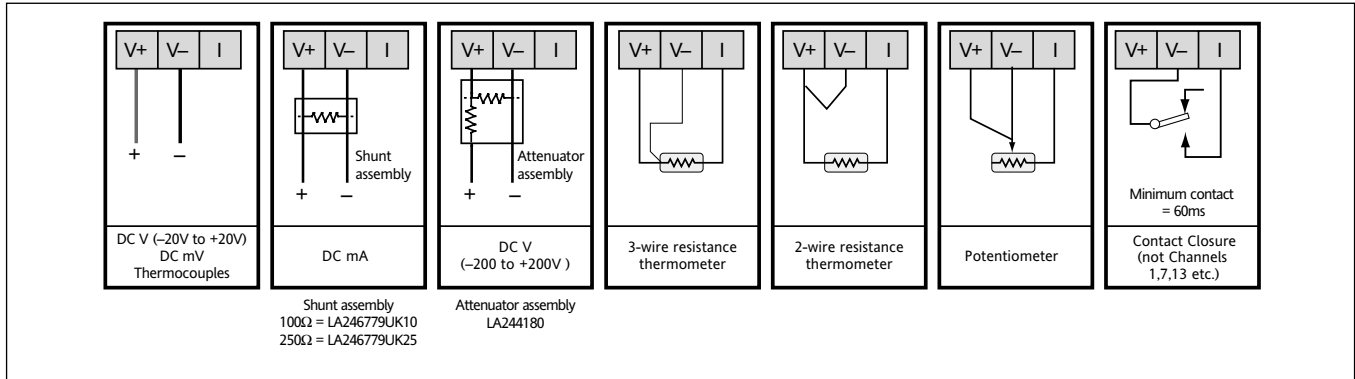 V+ V– I
+ –
DC V (–20V to +20V)
DC mV
Thermocouples
V+ V– I
Shunt
assembly
+ –
DC mA
Shunt assembly
100Ω = LA246779UK10
250Ω = LA246779UK25
V+ V– I
Attenuator
assembly
+ –
DC V
(–200 to +200V )
Attenuator assembly
LA244180
V+ V– I
3-wire resistance
thermometer
V+ V– I
2-wire resistance
thermometer
V+ V– I
Potentiometer
V+ V– I
Minimum contact
= 60ms
Contact Closure
(not Channels
1,7,13 etc.)